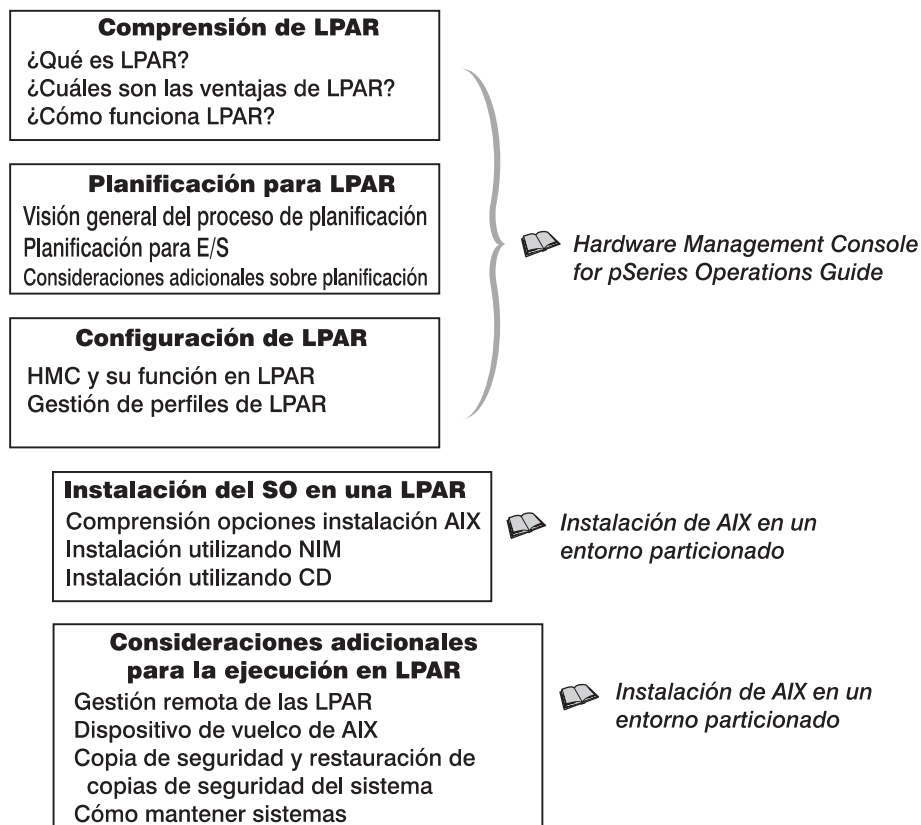 Comprensión de LPAR
¿Qué es LPAR?
¿Cuáles son las ventajas de LPAR?
¿Cómo funciona LPAR?
Planificación para LPAR
Visión general del proceso de planificación
Planificación para E/S
Consideraciones adicionales sobre planificación
Configuración de LPAR
HMC y su función en LPAR
Gestión de perfiles de LPAR
Hardware Management Console
for pSeries Operations Guide
Instalación del SO en una LPAR
Comprensión opciones instalación AIX
Instalación utilizando NIM
Instalación utilizando CD
Instalación de AIX en un
entorno particionado
Consideraciones adicionales
para la ejecución en LPAR
Gestión remota de las LPAR
Dispositivo de vuelco de AIX
Copia de seguridad y restauración de
copias de seguridad del sistema
Cómo mantener sistemas
Instalación de AIX en un
entorno particionado